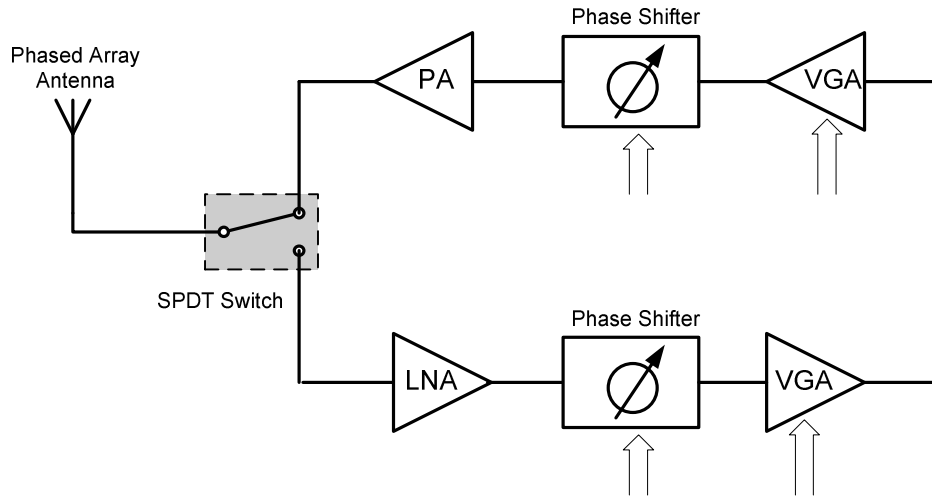 Phase Shifter
Phased Array
Antenna
PA
VGA
SPDT Switch
Phase Shifter
LNA
VGA